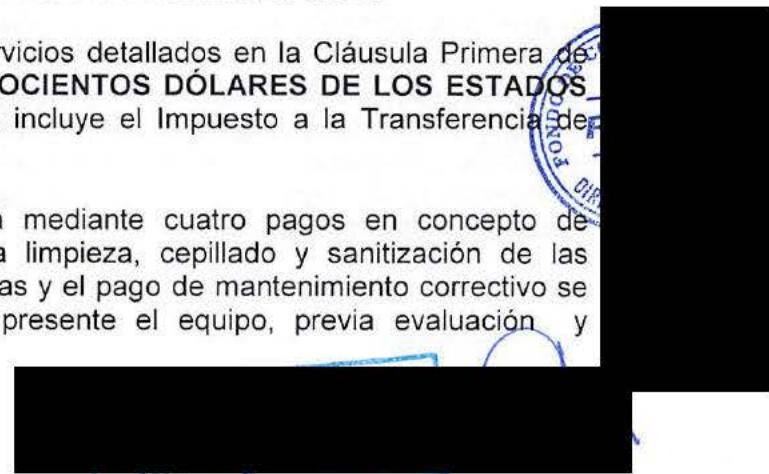 rvicios detallados en la Cláusula Primera de
OCIENTOS DÓLARES DE LOS ESTADOS
incluye el Impuesto a la Transferencia de
mediante cuatro pagos en concepto de
a limpieza, cepillado y sanitización de las
as y el pago de mantenimiento correctivo se
presente el equipo, previa evaluación y
FONDO DE